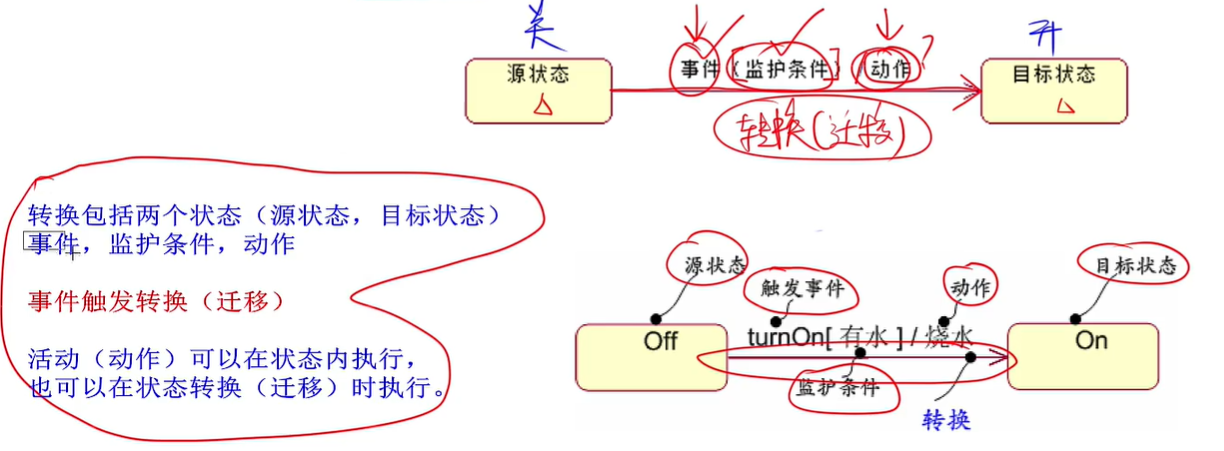 关
开
源状态
事件 [监护条件] /动作?
目标状态
转换(迁移)
转换包括两个状态（源状态，目标状态）
事件，监护条件，动作
事件触发转换（迁移）
活动（动作）可以在状态内执行，
也可以在状态转换（迁移）时执行。
源状态
触发事件
动作
目标状态
Off
turnOn[ 有水 ] / 烧水
On
监护条件
转换